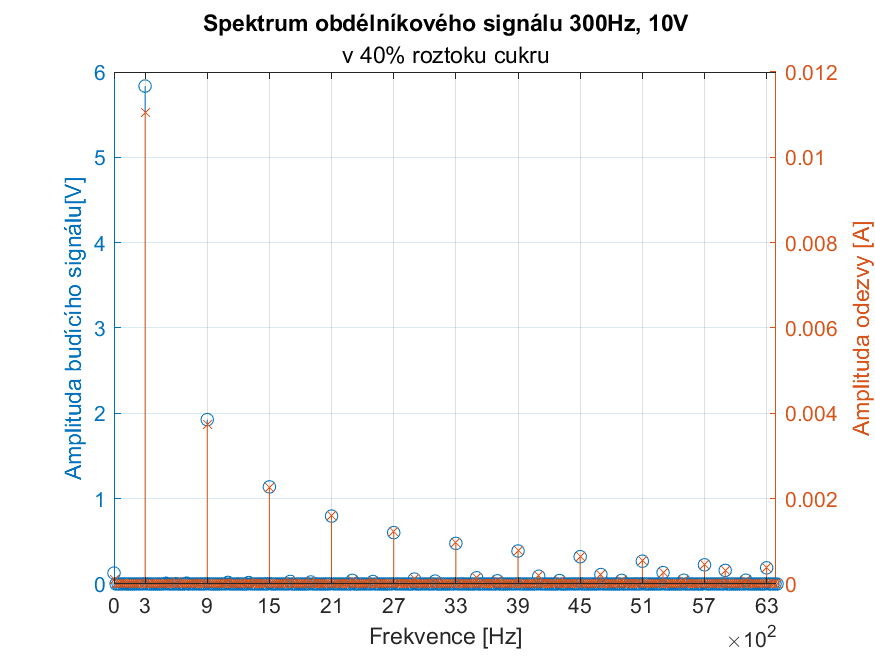 Spektrum obdélníkového signálu 300Hz, 10V
v 40% roztoku cukru
Amplituda budícího signálu[V]
6
5
4
3
2
1
0
0.012
0.01
0.008
0.006
0.004
0.002
0
Amplituda odezvy [A]
0 3 9 15 21 27 33 39 45 51 57 63
Frekvence [Hz]
×10²